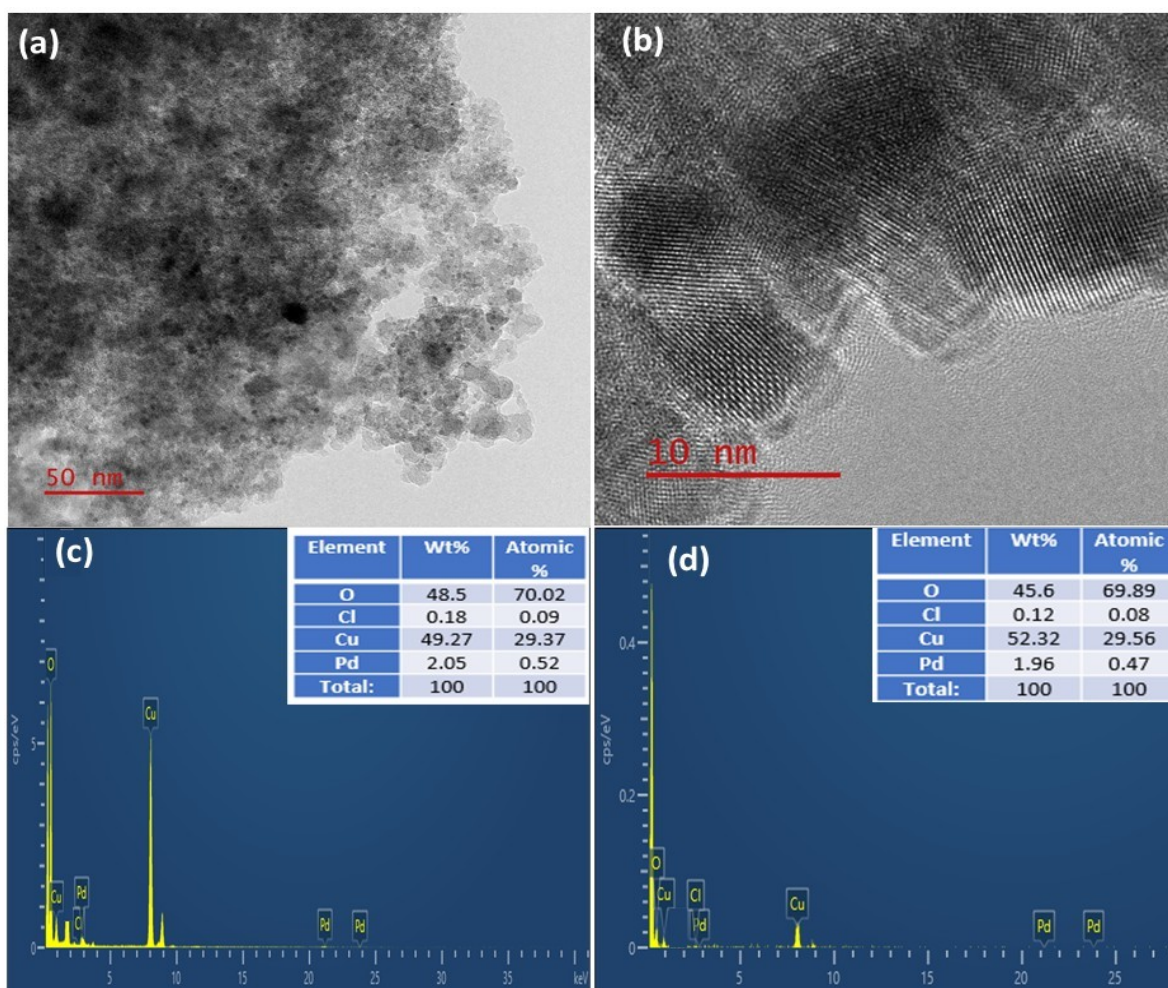 (a)
50 nm
(b)
10 nm
(c)
Element Wt% Atomic %
O 48.5 70.02
Cl 0.18 0.09
Cu 49.27 29.37
Pd 2.05 0.52
Total: 100 100
cps/eV
5
0
O
Cu
Pd
Cl
Cu
Pd
Pd
5 10 15 20 25 30 35 keV
(d)
Element Wt% Atomic %
O 45.6 69.89
Cl 0.12 0.08
Cu 52.32 29.56
Pd 1.96 0.47
Total: 100 100
cps/eV
0.4
0.2
0
O
Cu
Cl
Pd
Cu
Pd
Pd
5 10 15 20 25